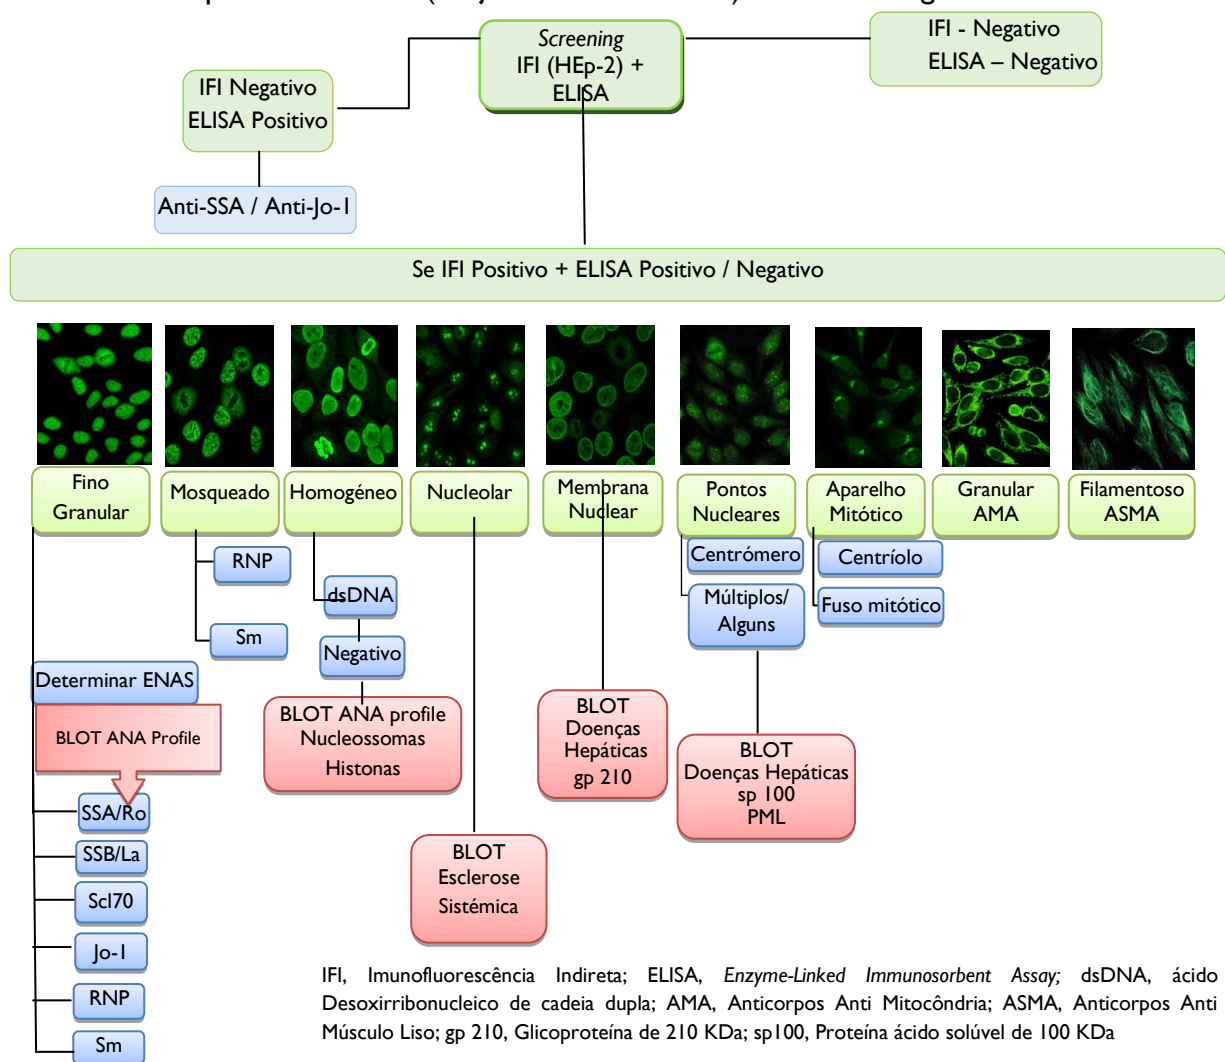 Screening
IFI (HEp-2) +
ELISA
IFI - Negativo
ELISA – Negativo
IFI Negativo
ELISA Positivo
Anti-SSA / Anti-Jo-1
Se IFI Positivo + ELISA Positivo / Negativo
Fino
Granular
Mosqueado
Homogéneo
Nucleolar
Membrana
Nuclear
Pontos
Nucleares
Aparelho
Mitótico
Granular
AMA
Filamentoso
ASMA
RNP
Sm
dsDNA
Negativo
Centrómero
Múltiplos/
Alguns
Centríolo
Fuso mitótico
Determinar ENAS
BLOT ANA Profile
BLOT ANA profile
Nucleossomas
Histonas
BLOT
Doenças
Hepáticas
gp 210
BLOT
Doenças Hepáticas
sp 100
PML
SSA/Ro
SSB/La
Scl70
Jo-1
RNP
Sm
BLOT
Esclerose
Sistémica
IFI, Imunofluorescência Indireta; ELISA, Enzyme-Linked Immunosorbent Assay; dsDNA, ácido
Desoxirribonucleico de cadeia dupla; AMA, Anticorpos Anti Mitocôndria; ASMA, Anticorpos Anti
Músculo Liso; gp 210, Glicoproteína de 210 KDa; sp100, Proteína ácido solúvel de 100 KDa